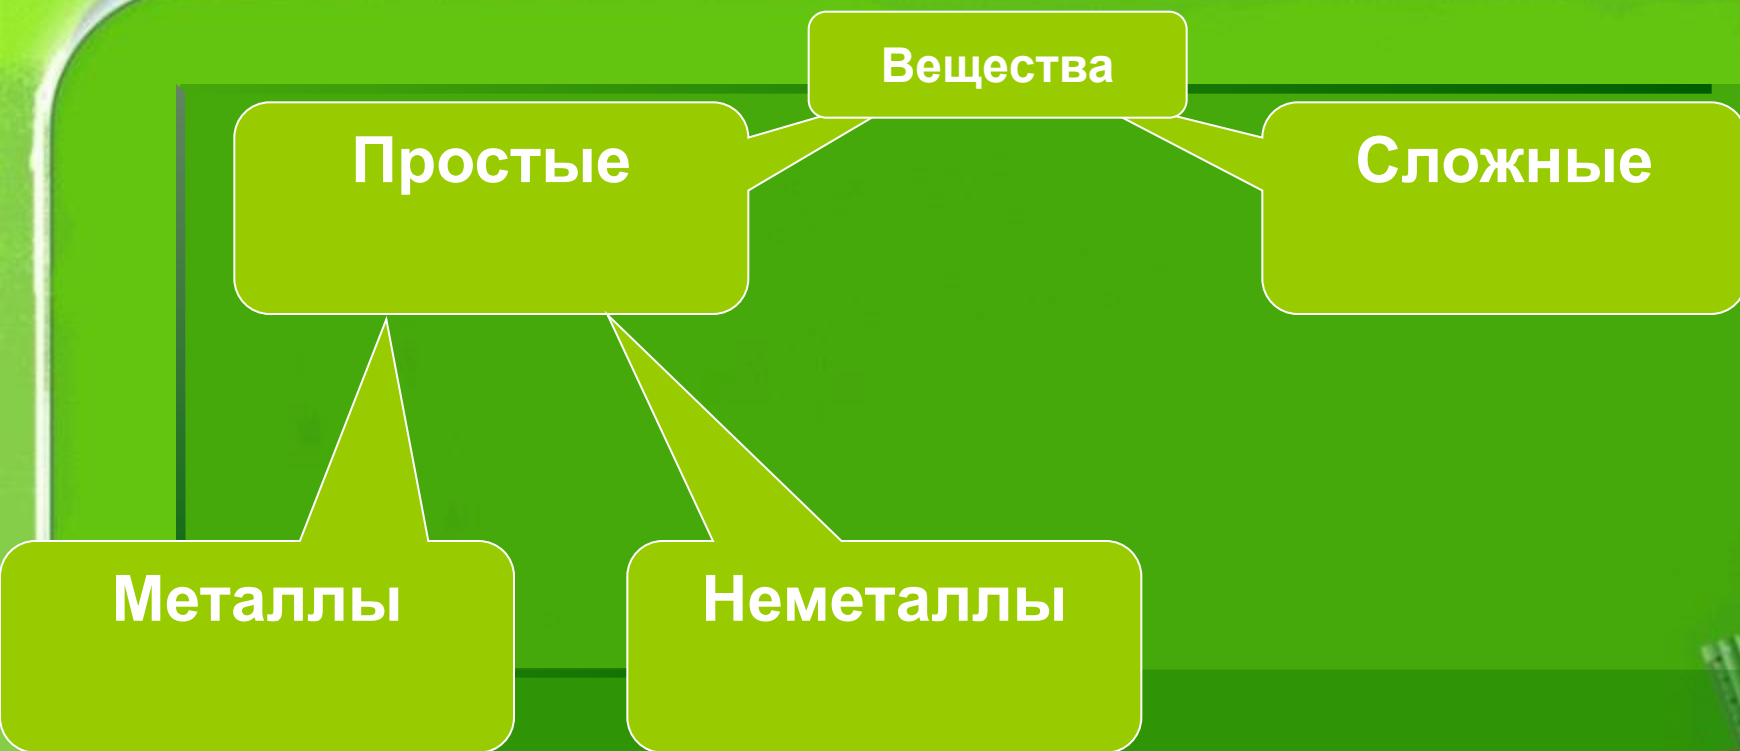 Вещества
Простые
Сложные
Металлы
Неметаллы